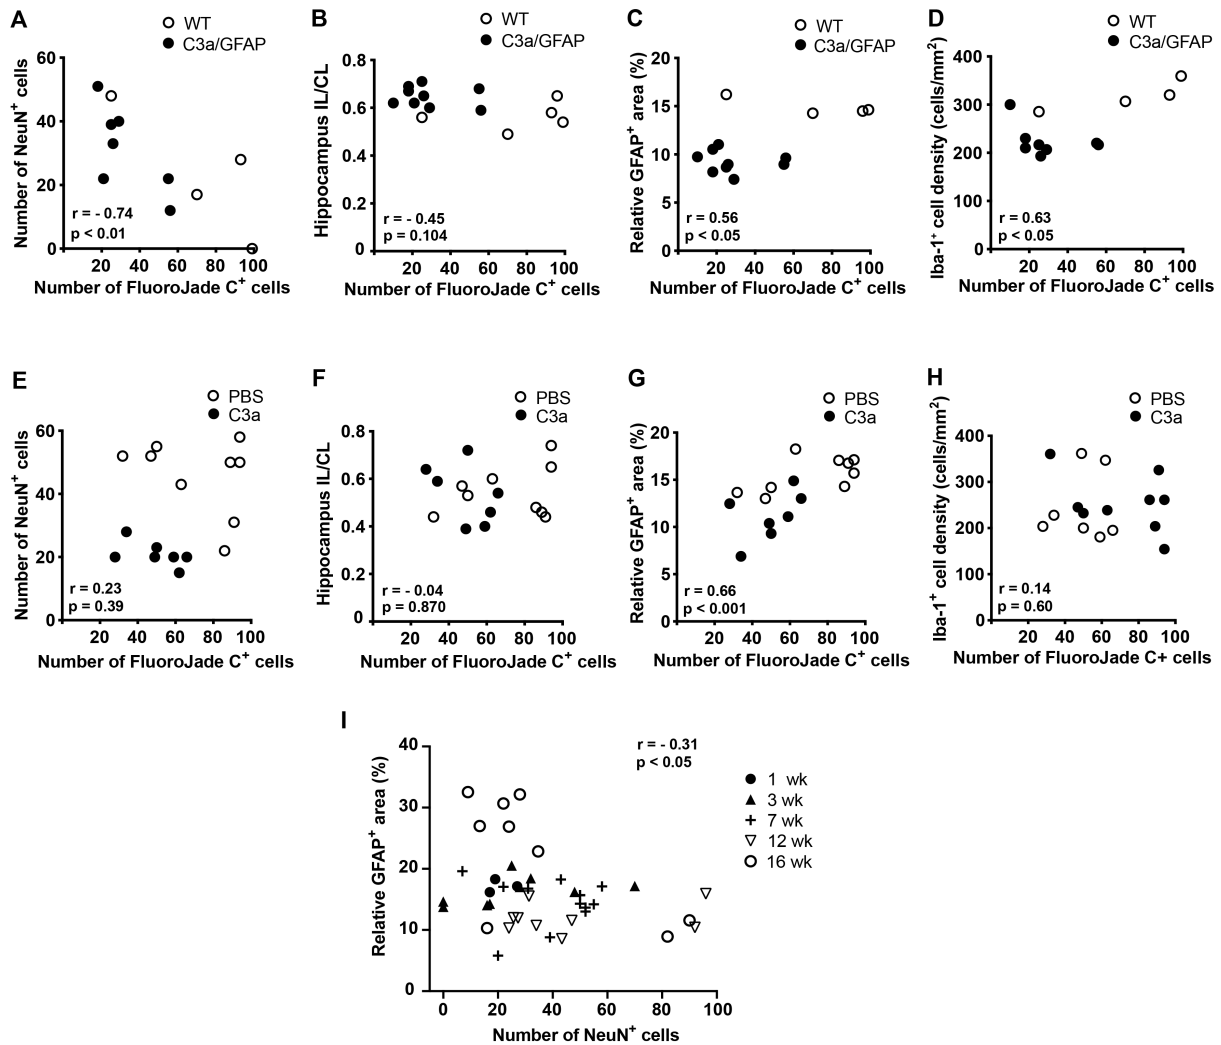 A
WT
C3a/GFAP
Number of NeuN+ cells
60
40
20
0
r = - 0.74
p < 0.01
20 40 60 80 100
Number of FluoroJade C+ cells
B
WT
C3a/GFAP
Hippocampus IL/CL
0.8
0.6
0.4
0.2
0
r = - 0.45
p = 0.104
20 40 60 80 100
Number of FluoroJade C+ cells
C
WT
C3a/GFAP
Relative GFAP+ area (%)
20
15
10
5
0
r = 0.56
p < 0.05
20 40 60 80 100
Number of FluoroJade C+ cells
D
WT
C3a/GFAP
Iba-1+ cell density (cells/mm2)
400
300
200
100
0
r = 0.63
p < 0.05
20 40 60 80 100
Number of FluoroJade C+ cells
E
PBS
C3a
Number of NeuN+ cells
60
40
20
0
r = 0.23
p = 0.39
20 40 60 80 100
Number of FluoroJade C+ cells
F
PBS
C3a
Hippocampus IL/CL
0.8
0.6
0.4
0.2
0
r = - 0.04
p = 0.870
20 40 60 80 100
Number of FluoroJade C+ cells
G
PBS
C3a
Relative GFAP+ area (%)
20
15
10
5
0
r = 0.66
p < 0.001
20 40 60 80 100
Number of FluoroJade C+ cells
H
PBS
C3a
Iba-1+ cell density (cells/mm2)
400
300
200
100
0
r = 0.14
p = 0.60
20 40 60 80 100
Number of FluoroJade C+ cells
I
Relative GFAP+ area (%)
40
30
20
10
0
r = - 0.31
p < 0.05
1 wk
3 wk
7 wk
12 wk
16 wk
0 20 40 60 80 100
Number of NeuN+ cells